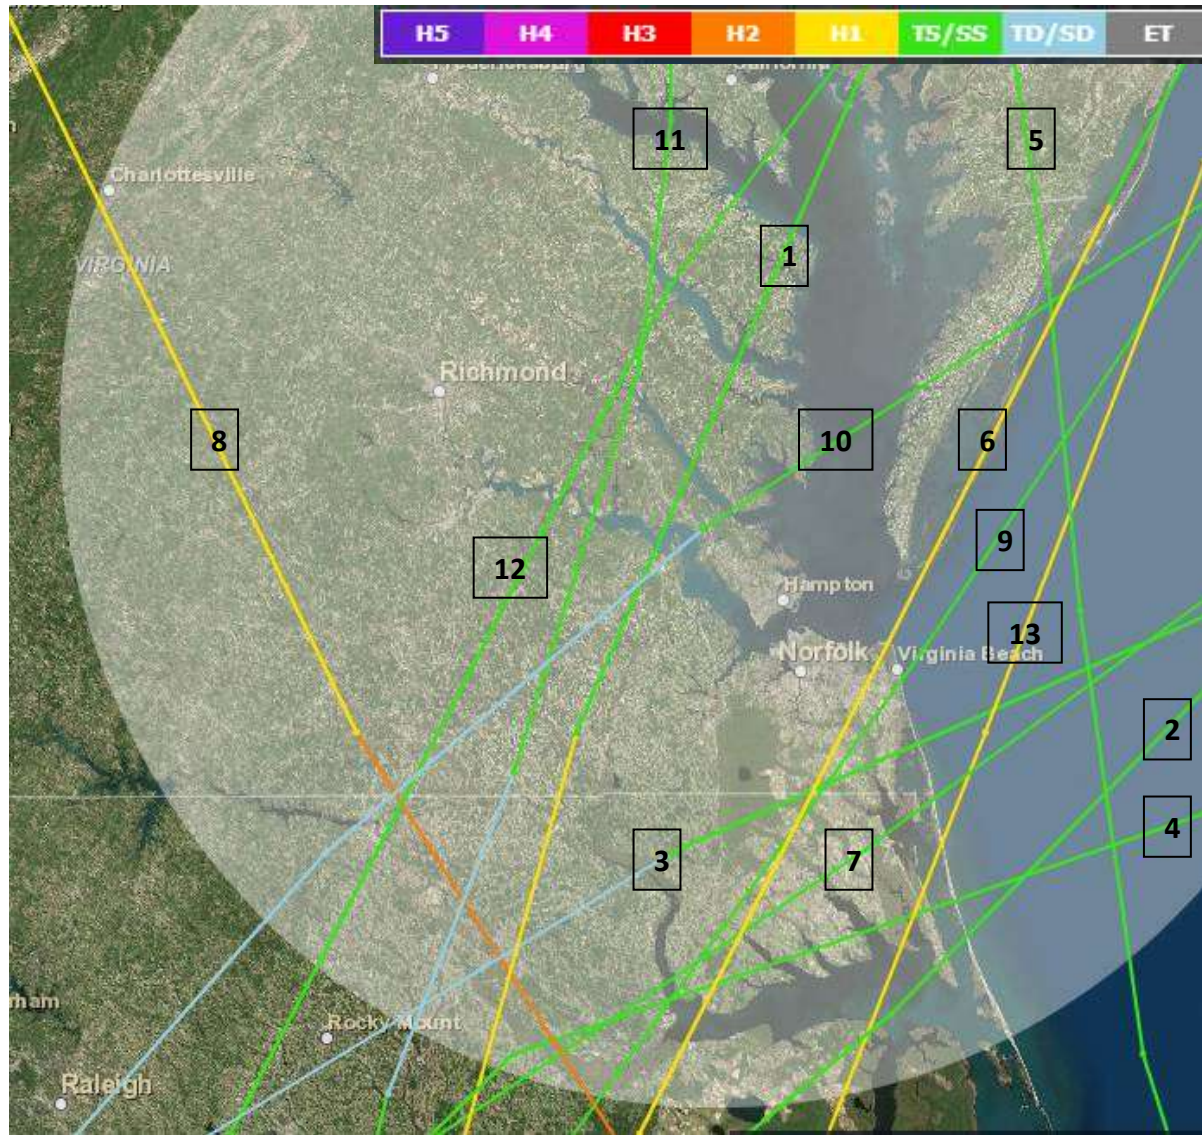 H5 H4 H3 H2 H1 TS/SS TD/SD ET
11
5
Charlottesville
1
VIRGINIA
Richmond
8
10
6
9
12
Hampton
13
Norfolk
Virginia Beach
2
4
3
7
Rocky Mount
Raleigh